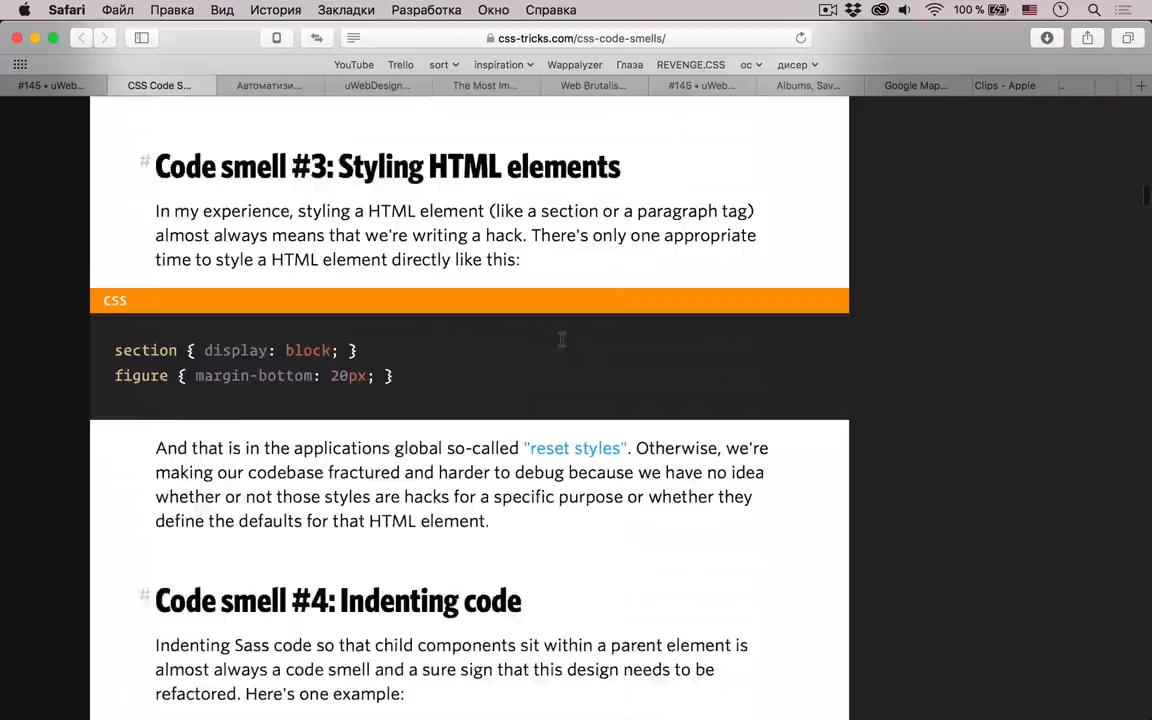 Safari Файл Правка Вид История Закладки Разработка Окно Справка 100 %
css-tricks.com/css-code-smells/
YouTube Trello sort inspiration Wappalyzer Глаза REVENGE.CSS ос дисер
#145 • uWeb... CSS Code S... Автоматизи... uWebDesign... The Most Im... Web Brutalis... #145 • uWeb... Albums, Sav... Google Map... Clips - Apple ..
# Code smell #3: Styling HTML elements
In my experience, styling a HTML element (like a section or a paragraph tag)
almost always means that we're writing a hack. There's only one appropriate
time to style a HTML element directly like this:
CSS
section { display: block; }
figure { margin-bottom: 20px; }
And that is in the applications global so-called "reset styles". Otherwise, we're
making our codebase fractured and harder to debug because we have no idea
whether or not those styles are hacks for a specific purpose or whether they
define the defaults for that HTML element.
# Code smell #4: Indenting code
Indenting Sass code so that child components sit within a parent element is
almost always a code smell and a sure sign that this design needs to be
refactored. Here's one example: